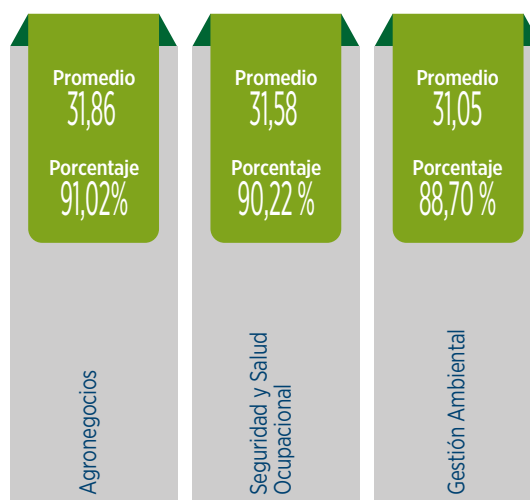 Promedio
31,86
Porcentaje
91,02%
Agronegocios
Promedio
31,58
Porcentaje
90,22 %
Seguridad y Salud
Ocupacional
Promedio
31,05
Porcentaje
88,70 %
Gestión Ambiental